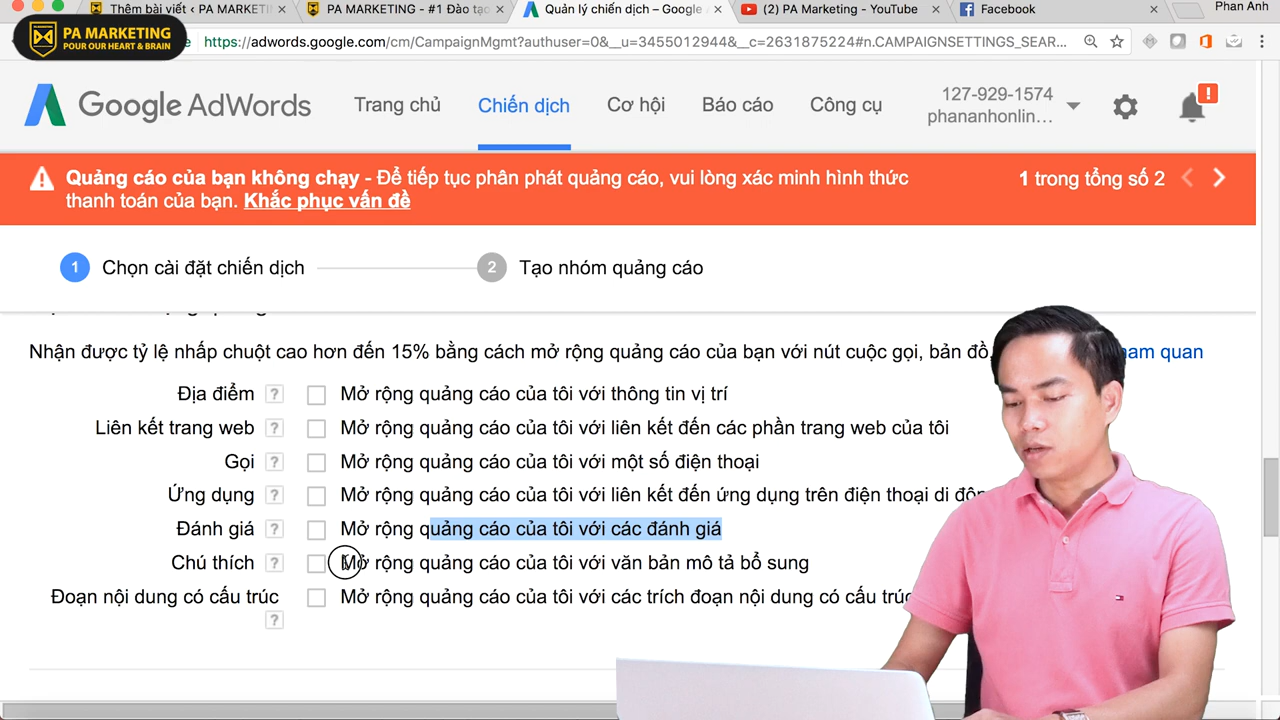 Thêm bài viết ‹ PA MARKETI
PA MARKETING - #1 Đào tạo
Quản lý chiến dịch – Google
(2) PA Marketing - YouTube
Facebook
Phan Anh
PA MARKETING
POUR OUR HEART & BRAIN
https://adwords.google.com/cm/CampaignMgmt?authuser=0&__u=3455012944&__c=2631875224#n.CAMPAIGNSETTINGS_SEAR...
Google AdWords
Trang chủ
Chiến dịch
Cơ hội
Báo cáo
Công cụ
127-929-1574
phananhonlin...
!
Quảng cáo của bạn không chạy - Để tiếp tục phân phát quảng cáo, vui lòng xác minh hình thức
thanh toán của bạn. Khắc phục vấn đề
1 trong tổng số 2
1 Chọn cài đặt chiến dịch
2 Tạo nhóm quảng cáo
Nhận được tỷ lệ nhấp chuột cao hơn đến 15% bằng cách mở rộng quảng cáo của bạn với nút cuộc gọi, bản đồ, quan
Địa điểm ? Mở rộng quảng cáo của tôi với thông tin vị trí
Liên kết trang web ? Mở rộng quảng cáo của tôi với liên kết đến các phần trang web của tôi
Gọi ? Mở rộng quảng cáo của tôi với một số điện thoại
Ứng dụng ? Mở rộng quảng cáo của tôi với liên kết đến ứng dụng trên điện thoại di
Đánh giá ? Mở rộng quảng cáo của tôi với các đánh giá
Chú thích ? Mở rộng quảng cáo của tôi với văn bản mô tả bổ sung
Đoạn nội dung có cấu trúc Mở rộng quảng cáo của tôi với các trích đoạn nội dung có cấu trúc
?